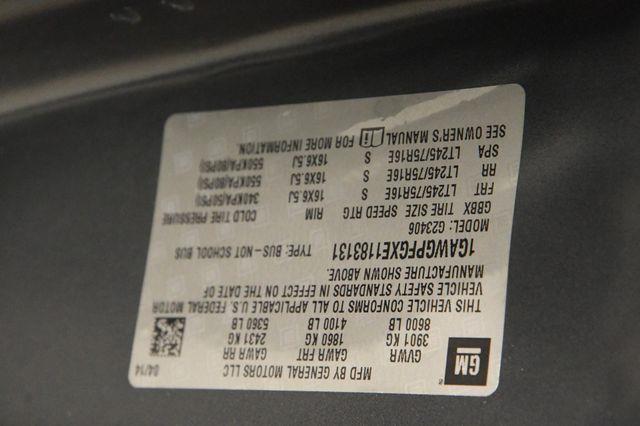 MFD BY GENERAL MOTORS LLC 04/14
GM
GVWR GAWR FRT GAWR RR
3901 KG 1860 KG 2431 KG
8600 LB 4100 LB 5360 LB
THIS VEHICLE CONFORMS TO ALL APPLICABLE U.S. FEDERAL MOTOR
VEHICLE SAFETY STANDARDS IN EFFECT ON THE DATE OF
MANUFACTURE SHOWN ABOVE.
1GAWGPFGXE1183131 TYPE: BUS-NOT SCHOOL BUS
MODEL: G23406
GBBX TIRE SIZE SPEED RTG RIM COLD TIRE PRESSURE
FRT LT245/75R16E S 16X6.5J 340KPA(50PSI)
RR LT245/75R16E S 16X6.5J 550KPA(80PSI)
SPA LT245/75R16E S 16X6.5J 550KPA(80PSI)
SEE OWNER'S MANUAL FOR MORE INFORMATION.